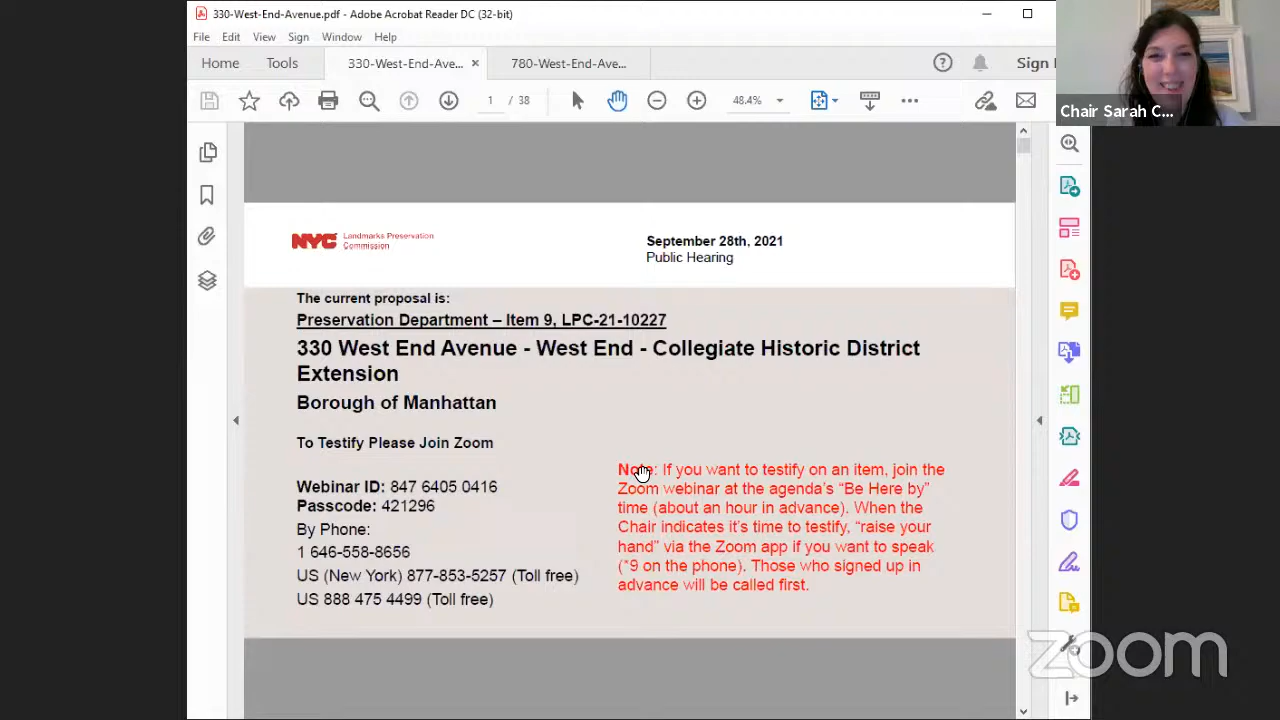 330-West-End-Avenue.pdf - Adobe Acrobat Reader DC (32-bit)
File Edit View Sign Window Help
Home Tools 330-West-End-Ave... × 780-West-End-Ave... Sign
1 / 38 48.4%
Chair Sarah C...
NYC Landmarks Preservation
Commission
September 28th, 2021
Public Hearing
The current proposal is:
Preservation Department – Item 9, LPC-21-10227
330 West End Avenue - West End - Collegiate Historic District
Extension
Borough of Manhattan
To Testify Please Join Zoom
Webinar ID: 847 6405 0416
Passcode: 421296
By Phone:
1 646-558-8656
US (New York) 877-853-5257 (Toll free)
US 888 475 4499 (Toll free)
Note: If you want to testify on an item, join the
Zoom webinar at the agenda's “Be Here by”
time (about an hour in advance). When the
Chair indicates it's time to testify, “raise your
hand” via the Zoom app if you want to speak
(*9 on the phone). Those who signed up in
advance will be called first.
zoom